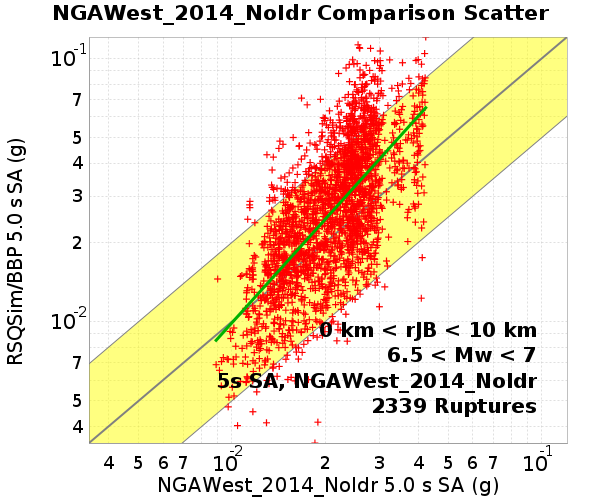 NGAWest_2014_NoIdr Comparison Scatter
RSQSim/BBP 5.0 s SA (g)
10-1
7
5
4
3
2
10-2
7
5
4
0 km < rJB < 10 km
6.5 < Mw < 7
5s SA, NGAWest_2014_NoIdr
2339 Ruptures
4 5 6 7 10-2 2 3 4 5 6 7 10-1
NGAWest_2014_NoIdr 5.0 s SA (g)